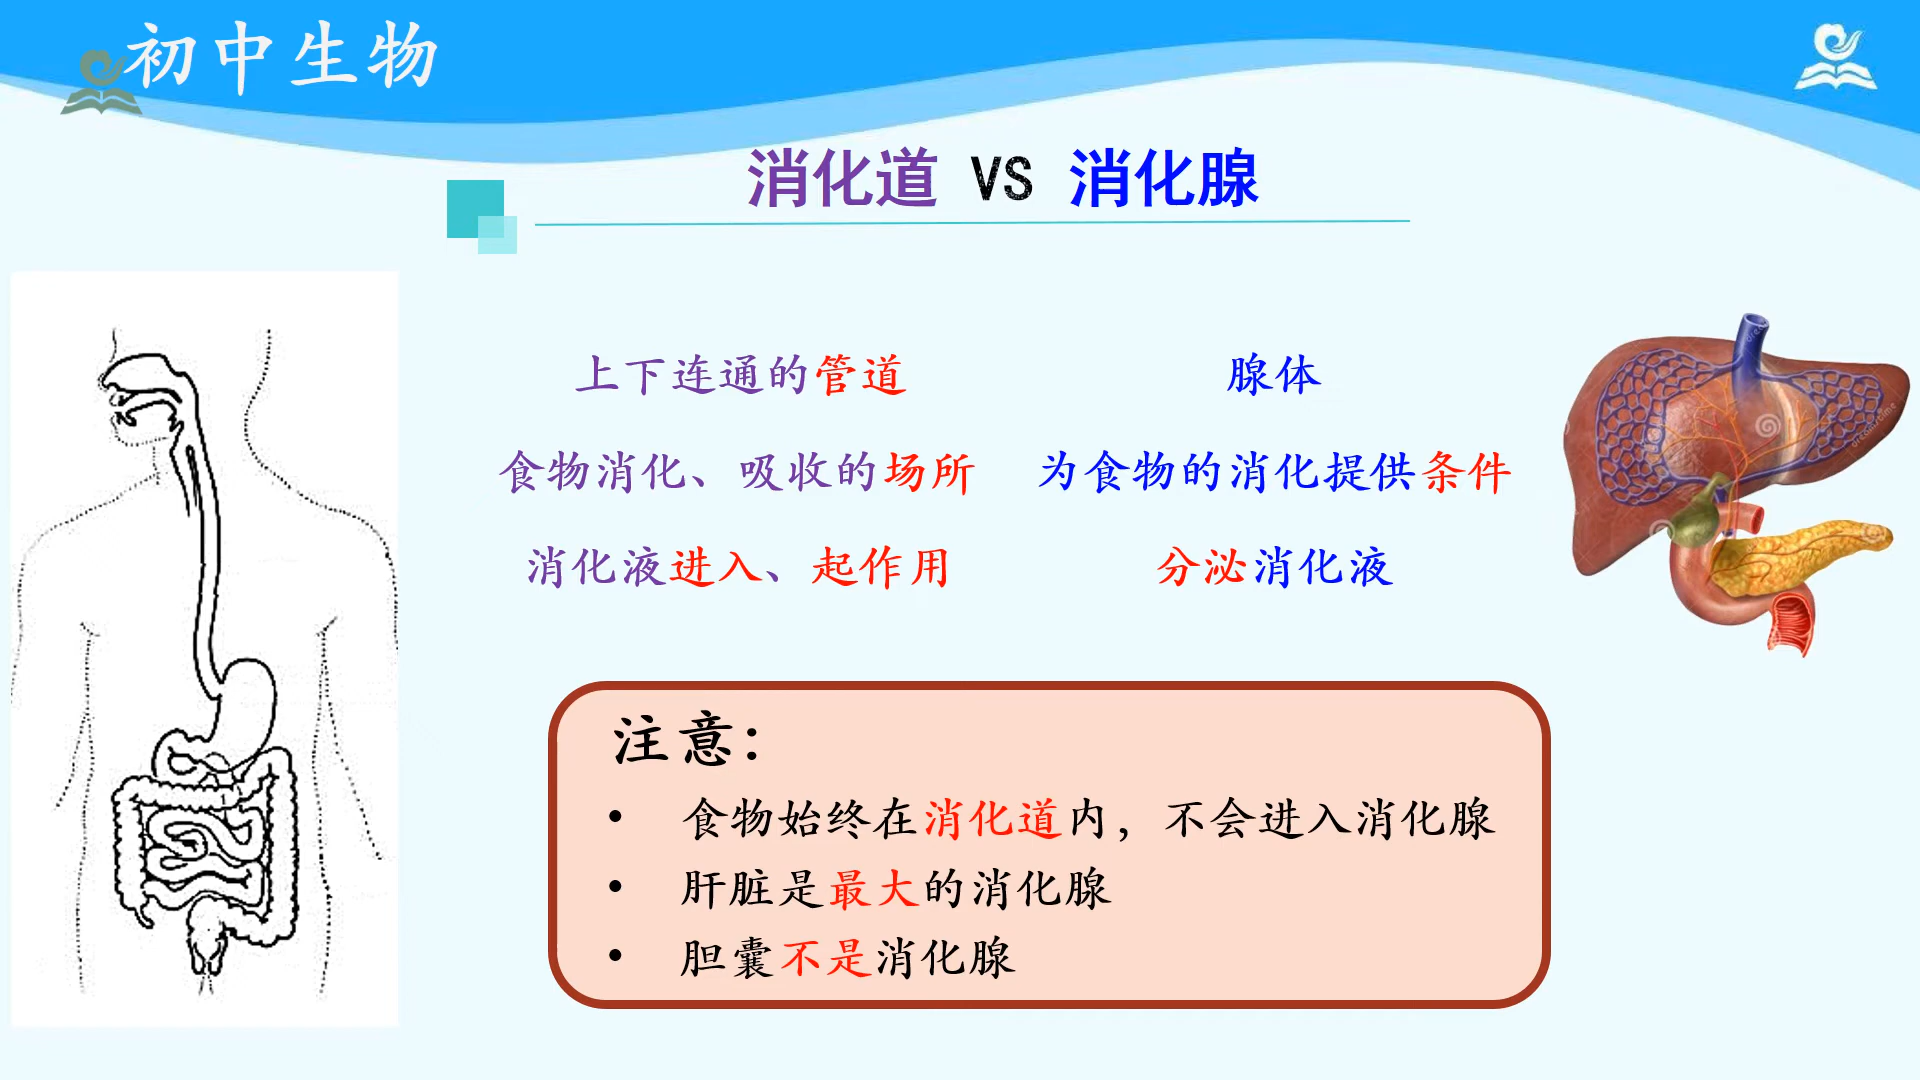 初中生物
消化道 VS 消化腺
上下连通的管道 腺体
食物消化、吸收的场所 为食物的消化提供条件
消化液进入、起作用 分泌消化液
注意:
• 食物始终在消化道内，不会进入消化腺
• 肝脏是最大的消化腺
• 胆囊不是消化腺
dreamstime